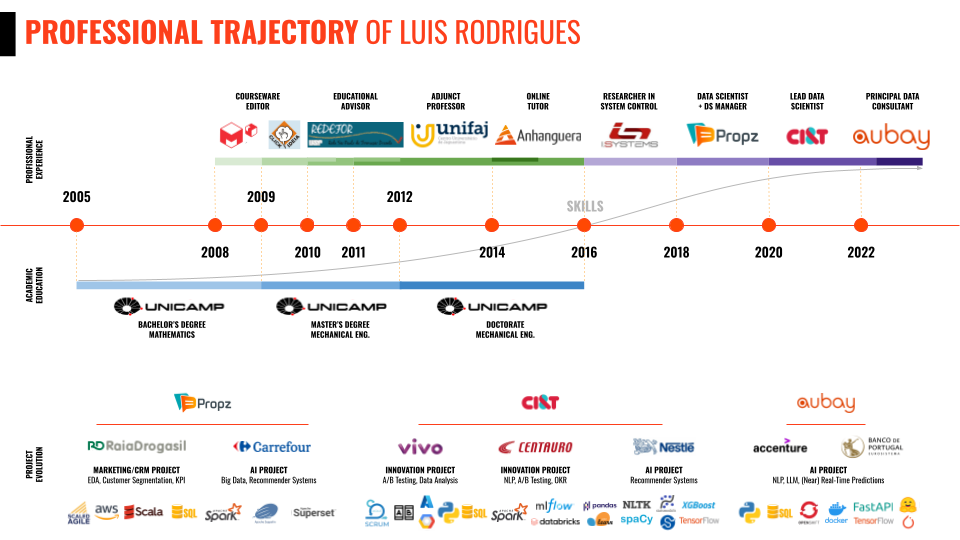 PROFESSIONAL TRAJECTORY OF LUIS RODRIGUES
COURSEWARE
EDITOR
EDUCATIONAL
ADVISOR
ADJUNCT
PROFESSOR
ONLINE
TUTOR
RESEARCHER IN
SYSTEM CONTROL
DATA SCIENTIST
+ DS MANAGER
LEAD DATA
SCIENTIST
PRINCIPAL DATA
CONSULTANT
PROFESSIONAL
EXPERIENCE
REDEFOR
unifaj
Anhanguera
iSYSTEMS
Propz
CI&T
aubay
2005
2009
2012
SKILLS
2008
2010
2011
2014
2016
2018
2020
2022
ACADEMIC
EDUCATION
UNICAMP
UNICAMP
UNICAMP
BACHELOR'S DEGREE
MATHEMATICS
MASTER'S DEGREE
MECHANICAL ENG.
DOCTORATE
MECHANICAL ENG.
PROJECT
EVOLUTION
Propz
CI&T
aubay
RD RaiaDrogasil
Carrefour
vivo
CENTAURO
Nestlē
accenture
BANCO DE
PORTUGAL
EUROSISTEMA
MARKETING/CRM PROJECT
EDA, Customer Segmentation, KPI
AI PROJECT
Big Data, Recommender Systems
INNOVATION PROJECT
A/B Testing, Data Analysis
INNOVATION PROJECT
NLP, A/B Testing, OKR
AI PROJECT
Recommender Systems
AI PROJECT
NLP, LLM, (Near) Real-Time Predictions
SCALED
AGILE
aws
Scala
SQL
Spark
Superset
SCRUM
A B
SQL
Spark
mlflow
databricks
pandas
NLTK
spaCy
XGBoost
TensorFlow
SQL
OPENSHIFT
docker
FastAPI
TensorFlow